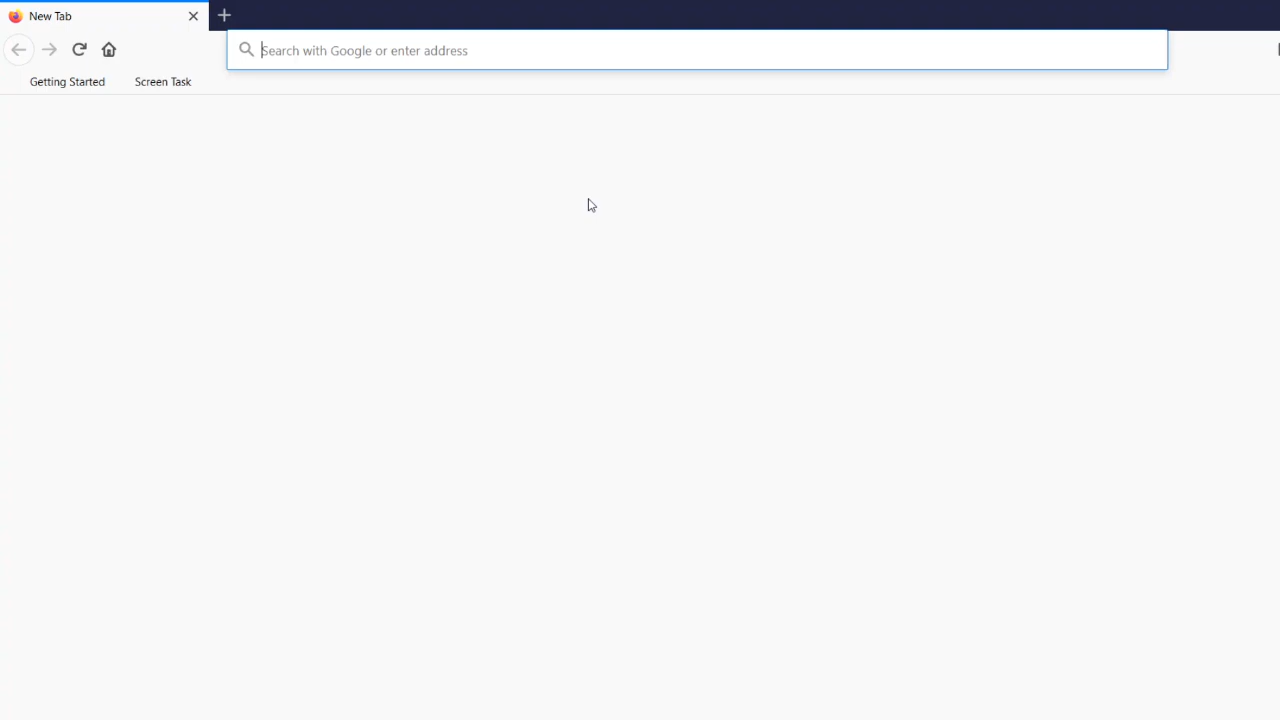 New Tab
Search with Google or enter address
Getting Started
Screen Task